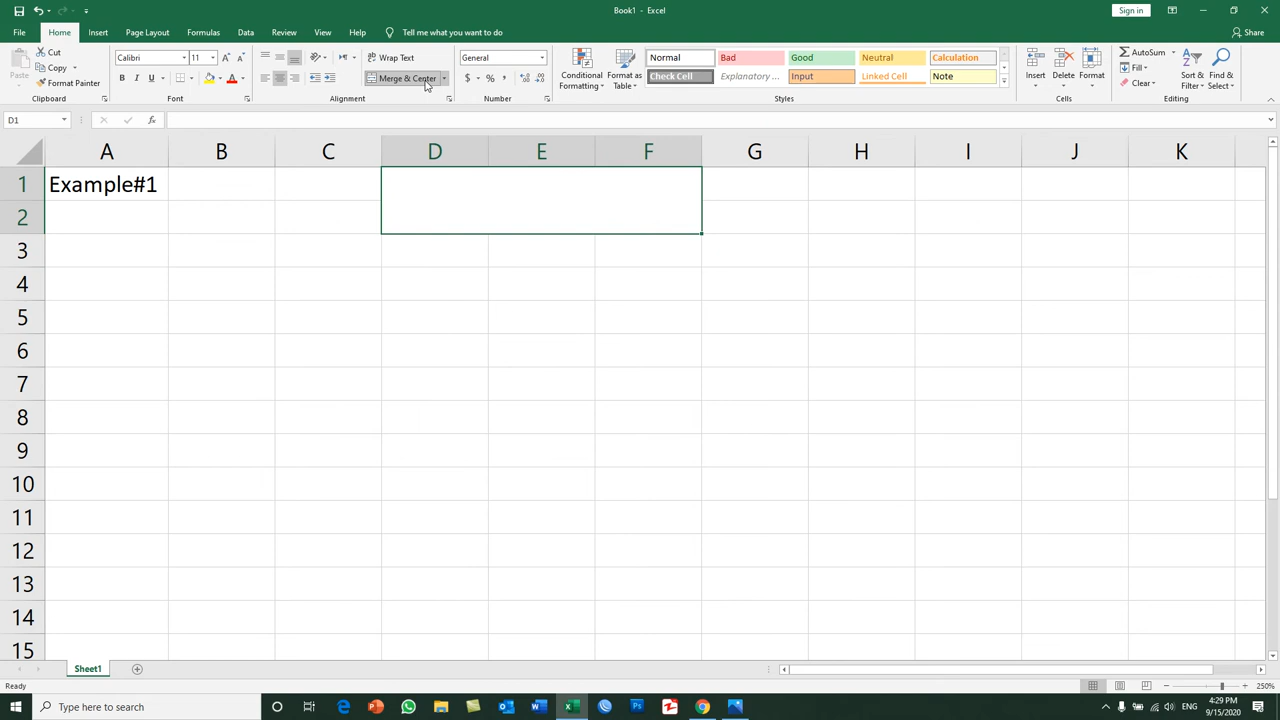 Book1 - Excel
Sign in
File Home Insert Page Layout Formulas Data Review View Help Tell me what you want to do
Share
Paste
Cut
Copy
Format Painter
Clipboard
Calibri 11
B I U
Font
Wrap Text
Merge & Center
Alignment
General
$ % ,
Number
Conditional Formatting
Format as Table
Normal Bad Good Neutral Calculation
Check Cell Explanatory ... Input Linked Cell Note
Styles
Insert Delete Format
Cells
AutoSum
Fill
Clear
Sort & Filter
Find & Select
Editing
D1 fx
A B C D E F G H I J K
1 Example#1
2
3
4
5
6
7
8
9
10
11
12
13
14
15
Sheet1
Ready
250%
Type here to search
ENG
4:29 PM
9/15/2020